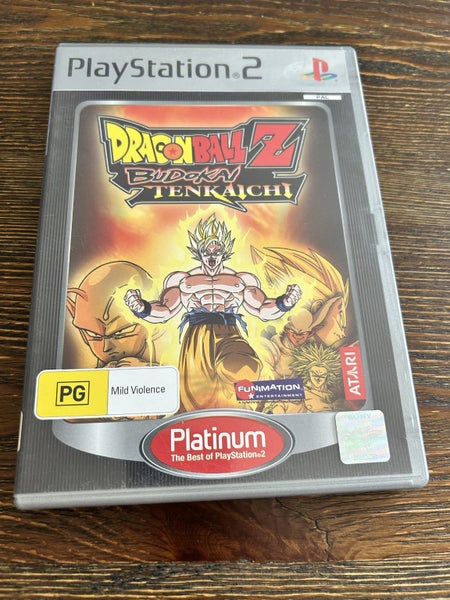 PlayStation®2
PAL
DRAGON BALL Z
BUDOKAI
TENKAICHI
PG
Mild Violence
FUNIMATION
ENTERTAINMENT
ATARI
Platinum
The Best of PlayStation®2